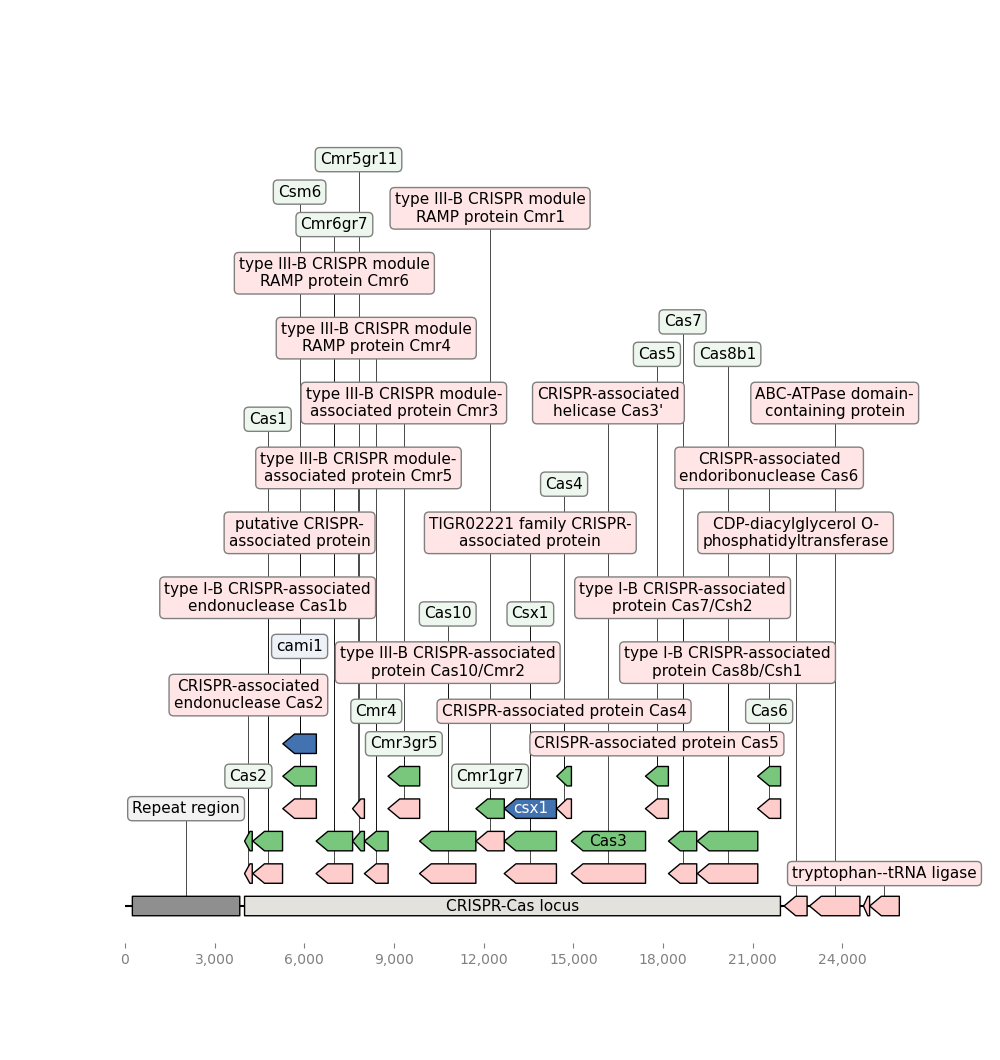 Cmr5gr11
Csm6
type III-B CRISPR module
RAMP protein Cmr1
Cmr6gr7
type III-B CRISPR module
RAMP protein Cmr6
Cas7
type III-B CRISPR module
RAMP protein Cmr4
Cas5
Cas8b1
type III-B CRISPR module-
associated protein Cmr3
CRISPR-associated
helicase Cas3'
ABC-ATPase domain-
containing protein
Cas1
type III-B CRISPR module-
associated protein Cmr5
CRISPR-associated
endoribonuclease Cas6
Cas4
putative CRISPR-
associated protein
TIGR02221 family CRISPR-
associated protein
CDP-diacylglycerol O-
phosphatidyltransferase
type I-B CRISPR-associated
endonuclease Cas1b
type I-B CRISPR-associated
protein Cas7/Csh2
Cas10
Csx1
cami1
type III-B CRISPR-associated
protein Cas10/Cmr2
type I-B CRISPR-associated
protein Cas8b/Csh1
CRISPR-associated
endonuclease Cas2
Cmr4
CRISPR-associated protein Cas4
Cas6
Cmr3gr5
CRISPR-associated protein Cas5
Cas2
Cmr1gr7
Repeat region
csx1
Cas3
tryptophan--tRNA ligase
CRISPR-Cas locus
0
3,000
6,000
9,000
12,000
15,000
18,000
21,000
24,000